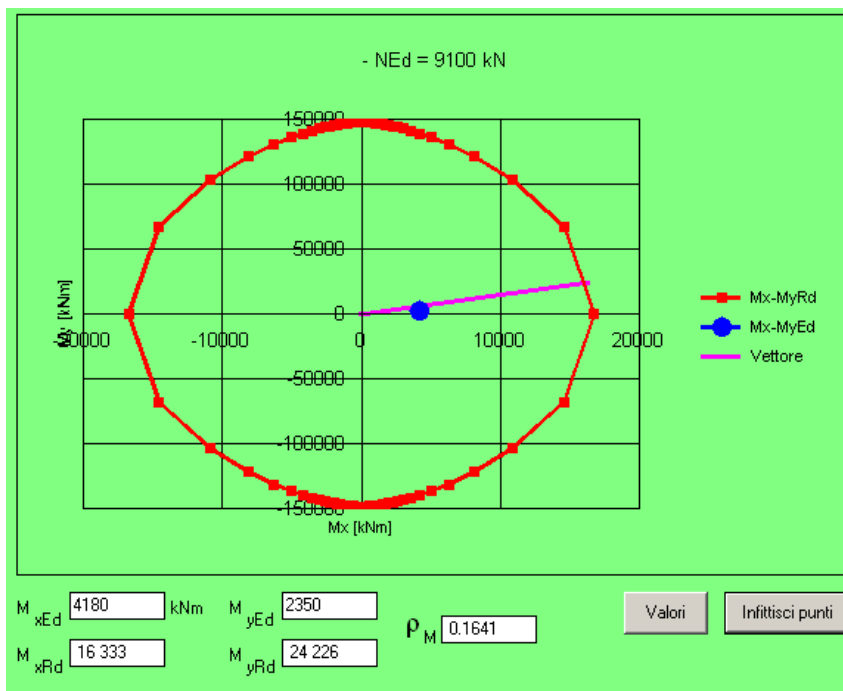 - NEd = 9100 kN
150000
100000
50000
0
-50000
-100000
-150000
-20000 -10000 0 10000 20000
My [kNm]
Mx [kNm]
Mx-MyRd
Mx-MyEd
Vettore
M xEd 4180 kNm M yEd 2350
M xRd 16 333 M yRd 24 226
ρ M 0.1641
Valori
Infittisci punti